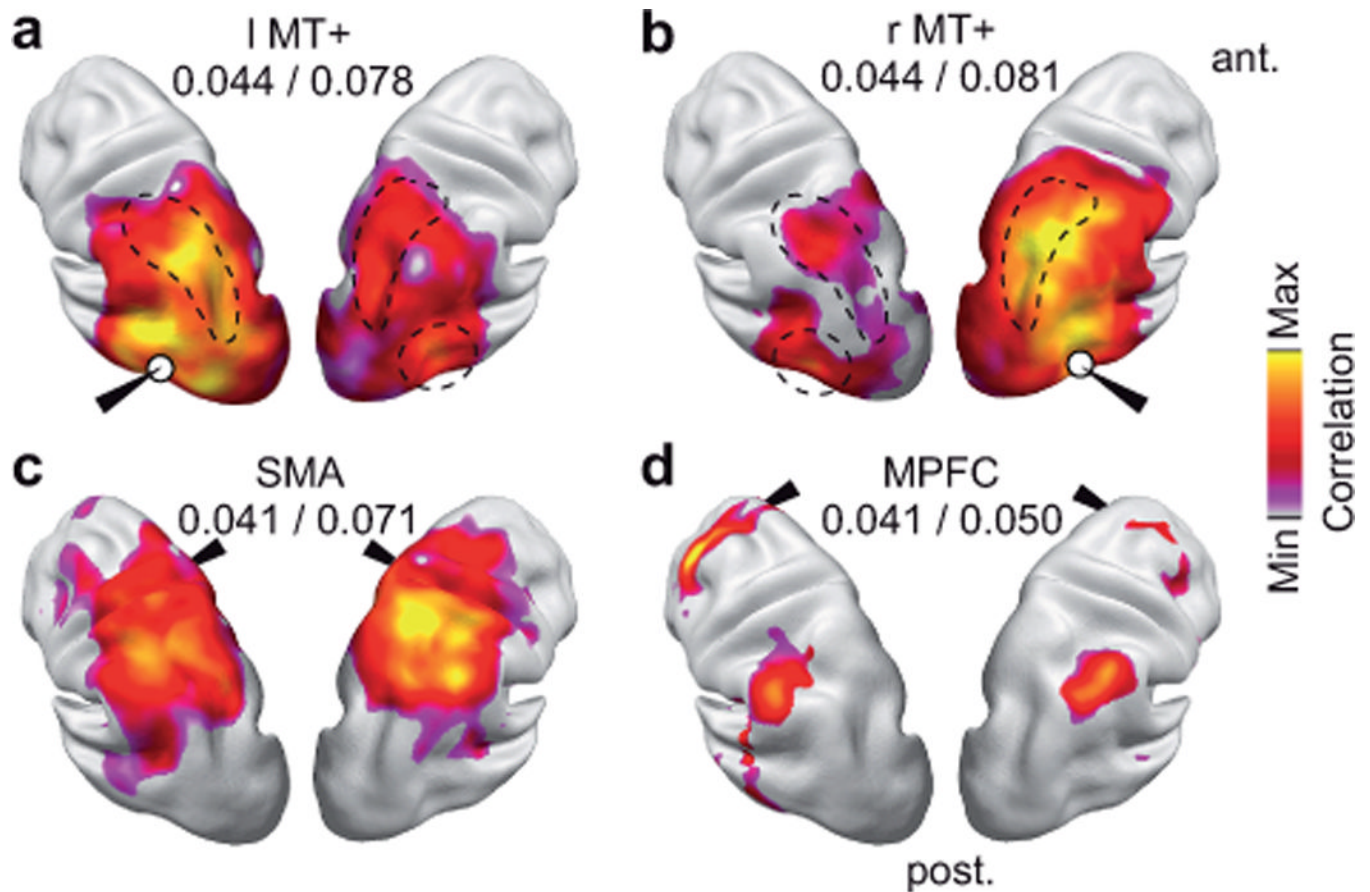 a
l MT+
0.044 / 0.078
b
r MT+
0.044 / 0.081
ant.
c
SMA
0.041 / 0.071
d
MPFC
0.041 / 0.050
Min
Max
Correlation
post.